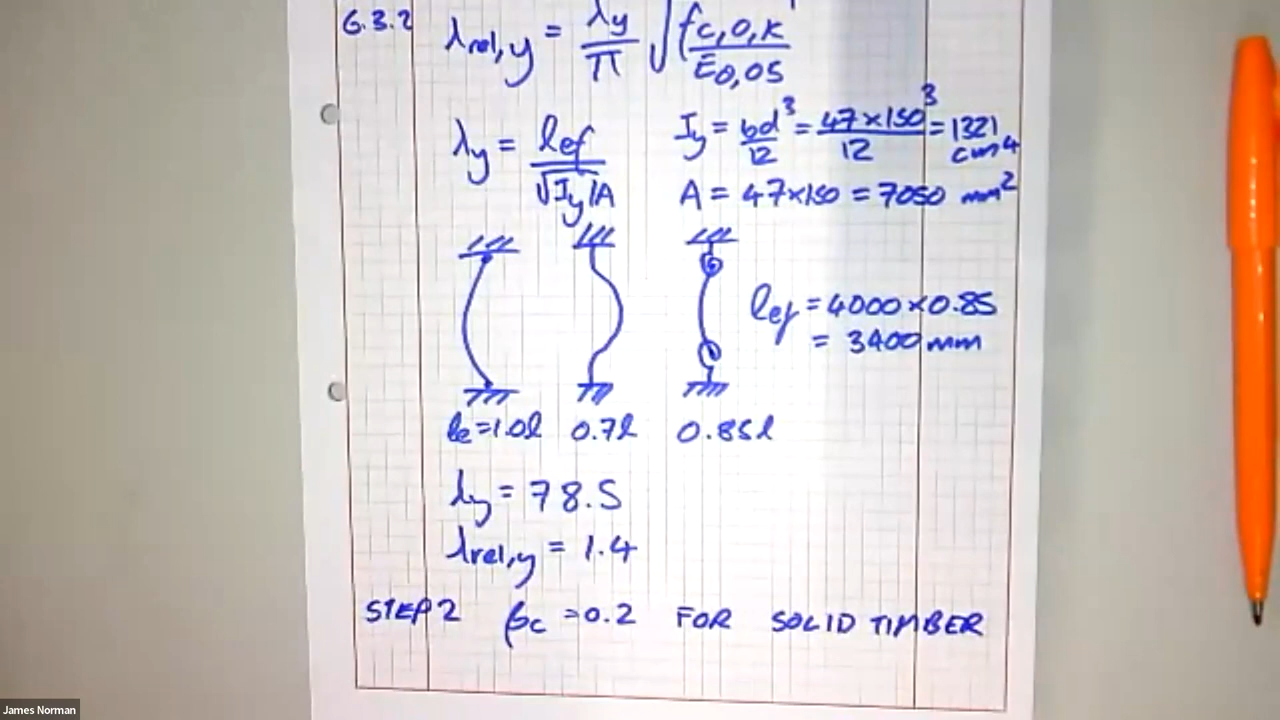 6.3.2
λrel,y = λy/π √fc,0,k/E0,05
λy = lef/√Iy/A
Iy = bd³/12 = 47×150³/12 = 1321 cm⁴
A = 47×150 = 7050 mm²
lef = 4000×0.85
= 3400mm
le=1.0l 0.7l 0.85l
λy = 78.5
λrel,y = 1.4
STEP 2 βc =0.2 FOR SOLID TIMBER
James Norman